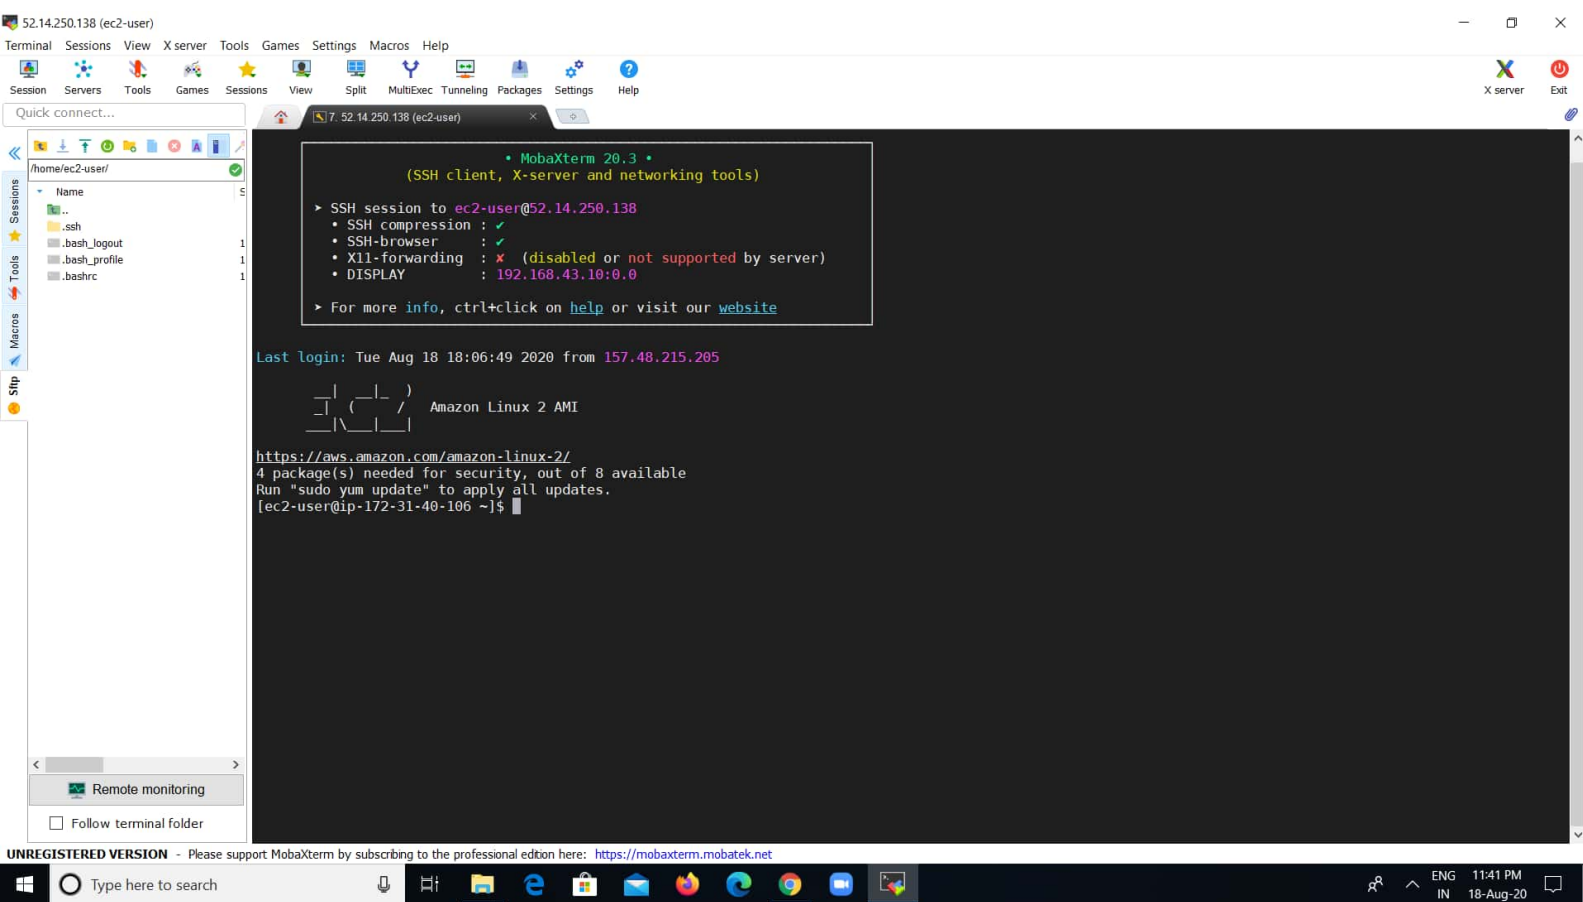 52.14.250.138 (ec2-user)
Terminal Sessions View X server Tools Games Settings Macros Help
Session Servers Tools Games Sessions View Split MultiExec Tunneling Packages Settings Help X server Exit
Quick connect...
7. 52.14.250.138 (ec2-user)
/home/ec2-user/
Name S
..
.ssh
.bash_logout 1
.bash_profile 1
.bashrc 1
Sessions
Tools
Macros
Sftp
Remote monitoring
Follow terminal folder
• MobaXterm 20.3 •
(SSH client, X-server and networking tools)
➤ SSH session to ec2-user@52.14.250.138
• SSH compression : ✔
• SSH-browser : ✔
• X11-forwarding : ✘ (disabled or not supported by server)
• DISPLAY : 192.168.43.10:0.0
➤ For more info, ctrl+click on help or visit our website
Last login: Tue Aug 18 18:06:49 2020 from 157.48.215.205
__| __|_ )
_| ( / Amazon Linux 2 AMI
___|\___|___|
https://aws.amazon.com/amazon-linux-2/
4 package(s) needed for security, out of 8 available
Run "sudo yum update" to apply all updates.
[ec2-user@ip-172-31-40-106 ~]$
UNREGISTERED VERSION - Please support MobaXterm by subscribing to the professional edition here: https://mobaxterm.mobatek.net
Type here to search
ENG 11:41 PM
IN 18-Aug-20